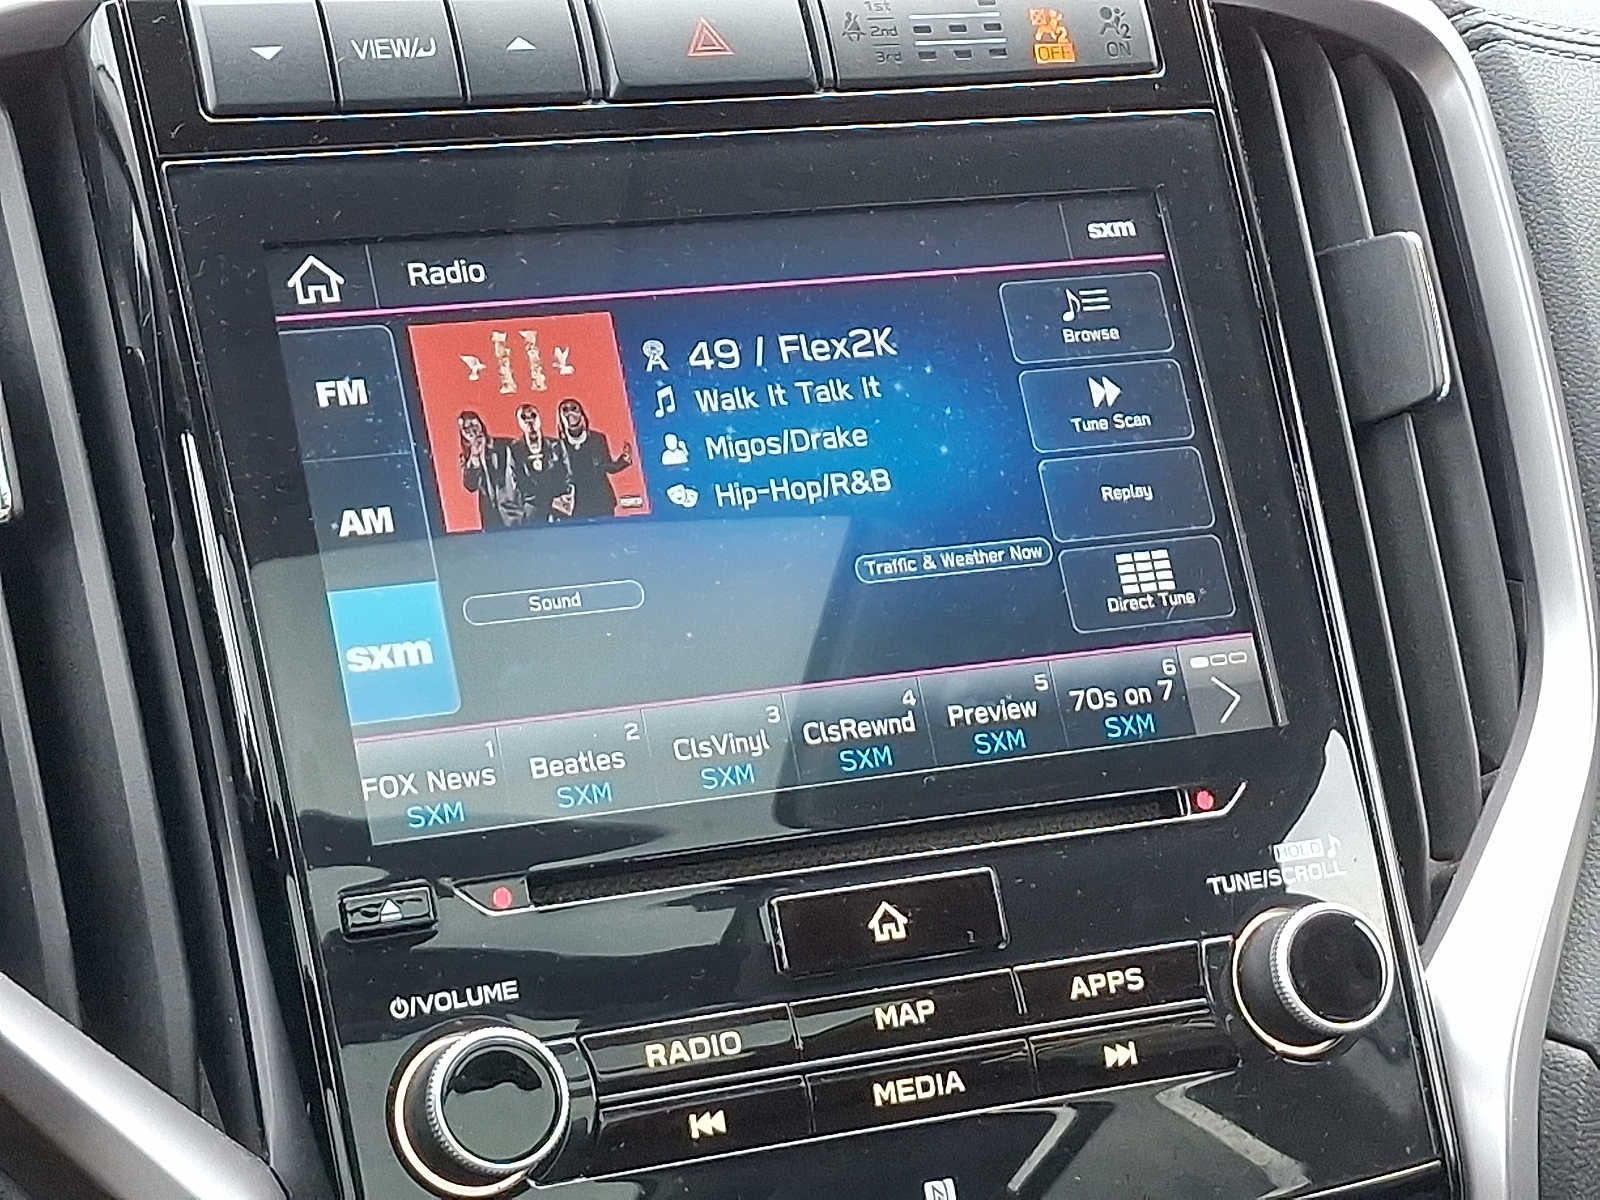 VIEW/
1st
2nd
3rd
2
OFF
2
ON
Radio
sxm
FM
AM
sxm
49 / Flex2K
Walk It Talk It
Migos/Drake
Hip-Hop/R&B
Browse
Tune Scan
Replay
Direct Tune
Traffic & Weather Now
Sound
1
FOX News
SXM
2
Beatles
SXM
3
ClsVinyl
SXM
4
ClsRewnd
SXM
5
Preview
SXM
6
70s on 7
SXM
HOLD
TUNE/SCROLL
/VOLUME
RADIO
MAP
APPS
MEDIA
N